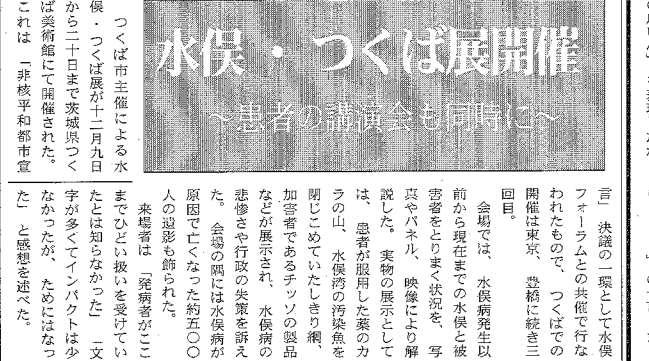 水俣・つくば展開催
～患者の講演会も同時に～
つくば市主催による水
俣・つくば展が十二月九日
から二十日まで茨城県つく
ば美術館にて開催された。
これは、「非核平和都市宣
言」決議の一環として水俣
フォーラムとの共催で行な
われたもので、つくばでの
開催は東京、豊橋に続き三
回目。
会場では、水俣病発生以
前から現在までの水俣と被
害者をとりまく状況を、写
真やパネル、映像により解
説した。実物の展示として
は、患者が服用した薬のカ
ラの山、水俣湾の汚染魚を
閉じこめていたしきり網、
加害者であるチッソの製品
などが展示され、水俣病の
悲惨さや行政の失策を訴え
た。会場の隅には水俣病が
原因で亡くなった約五〇〇
人の遺影も飾られた。
来場者は「発病者がここ
までひどい扱いを受けてい
たとは知らなかった」「文
字が多くてインパクトは少
なかったが、ためにはなっ
た」と感想を述べた。